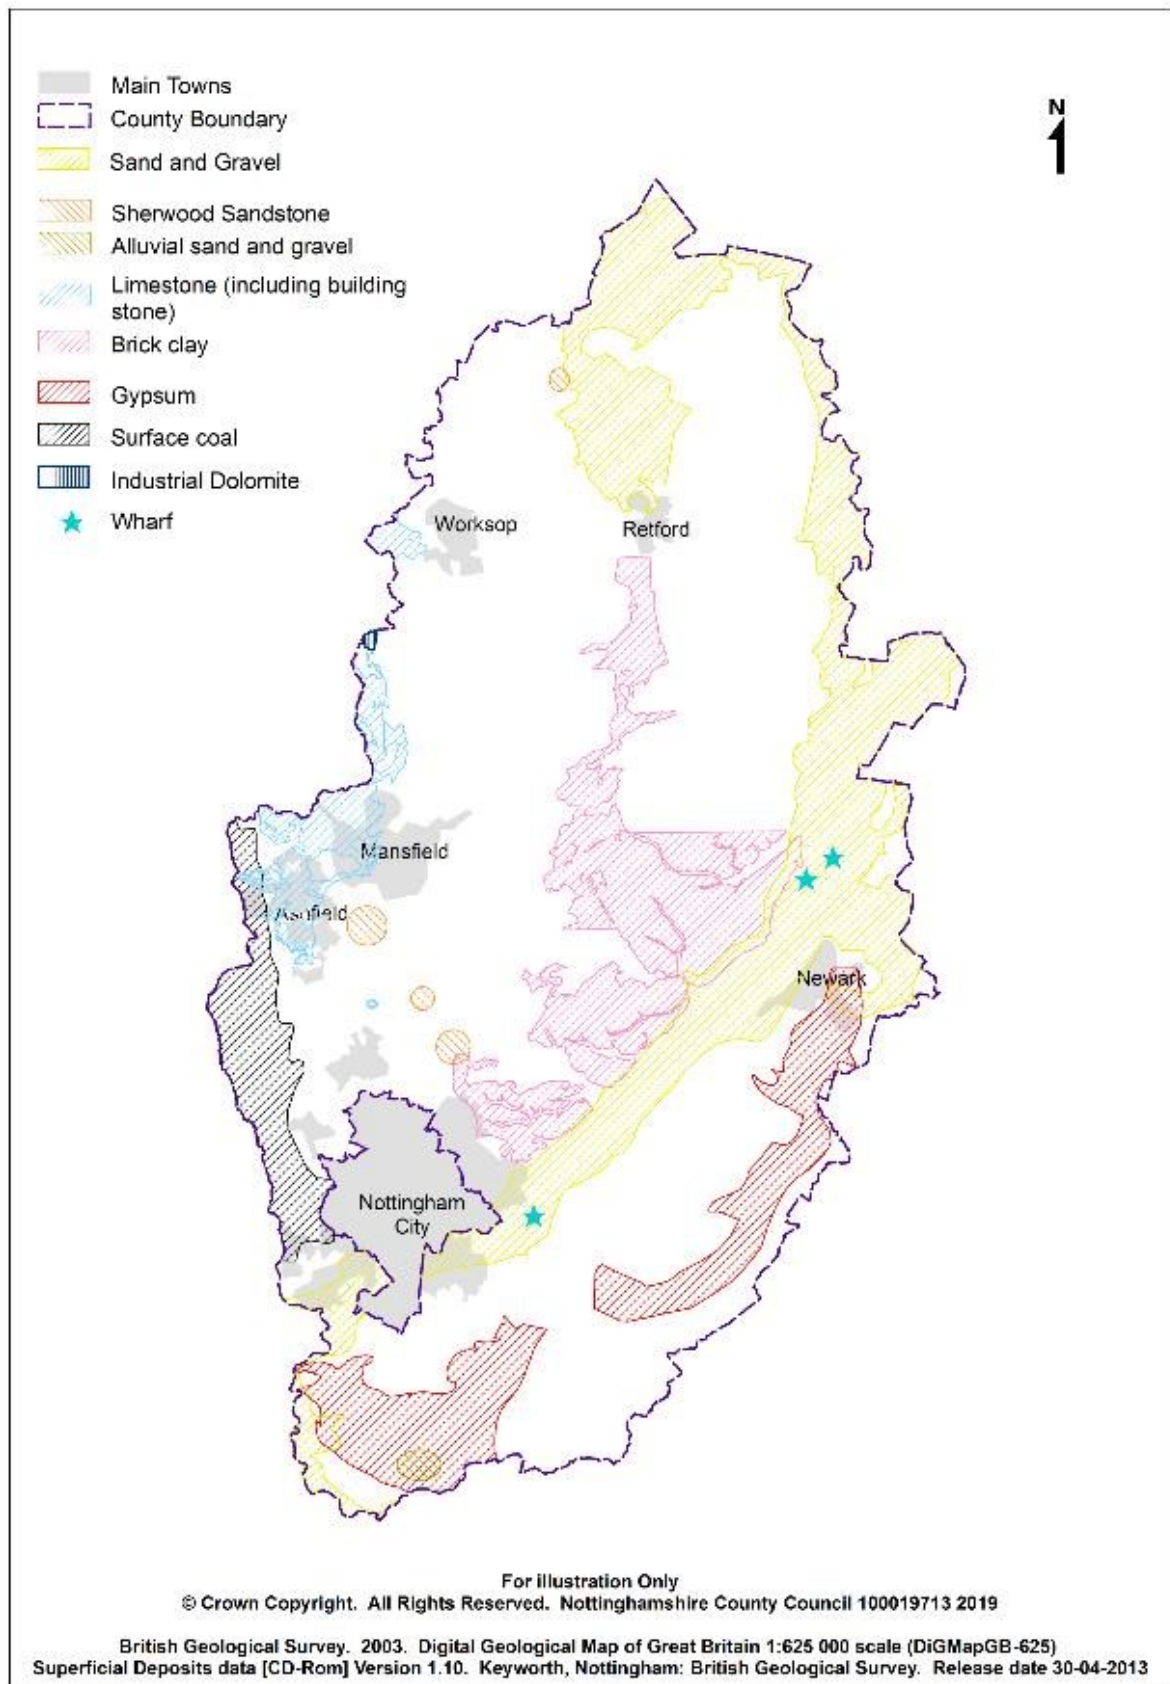 Main Towns
County Boundary
Sand and Gravel
Sherwood Sandstone
Alluvial sand and gravel
Limestone (including building
stone)
Brick clay
Gypsum
Surface coal
Industrial Dolomite
Wharf
N
Worksop
Retford
Mansfield
Ashfield
Newark
Nottingham
City
For illustration Only
© Crown Copyright. All Rights Reserved. Nottinghamshire County Council 100019713 2019
British Geological Survey. 2003. Digital Geological Map of Great Britain 1:625 000 scale (DiGMapGB-625)
Superficial Deposits data [CD-Rom] Version 1.10. Keyworth, Nottingham: British Geological Survey. Release date 30-04-2013